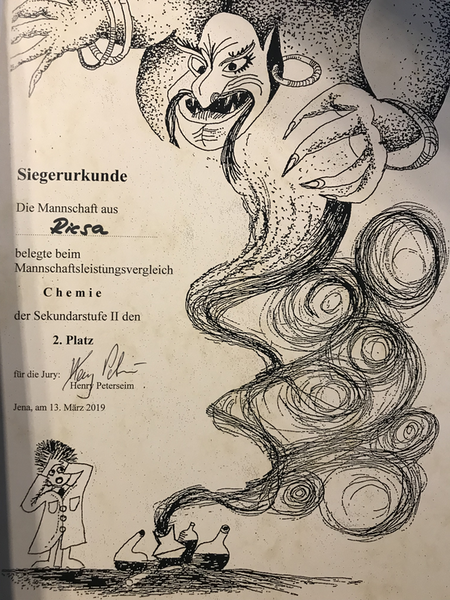 Siegerurkunde
Die Mannschaft aus
Riesa
belegte beim
Mannschaftsleistungsvergleich
Chemie
der Sekundarstufe II den
2. Platz
für die Jury:
Henry Peterseim
Jena, am 13. März 2019